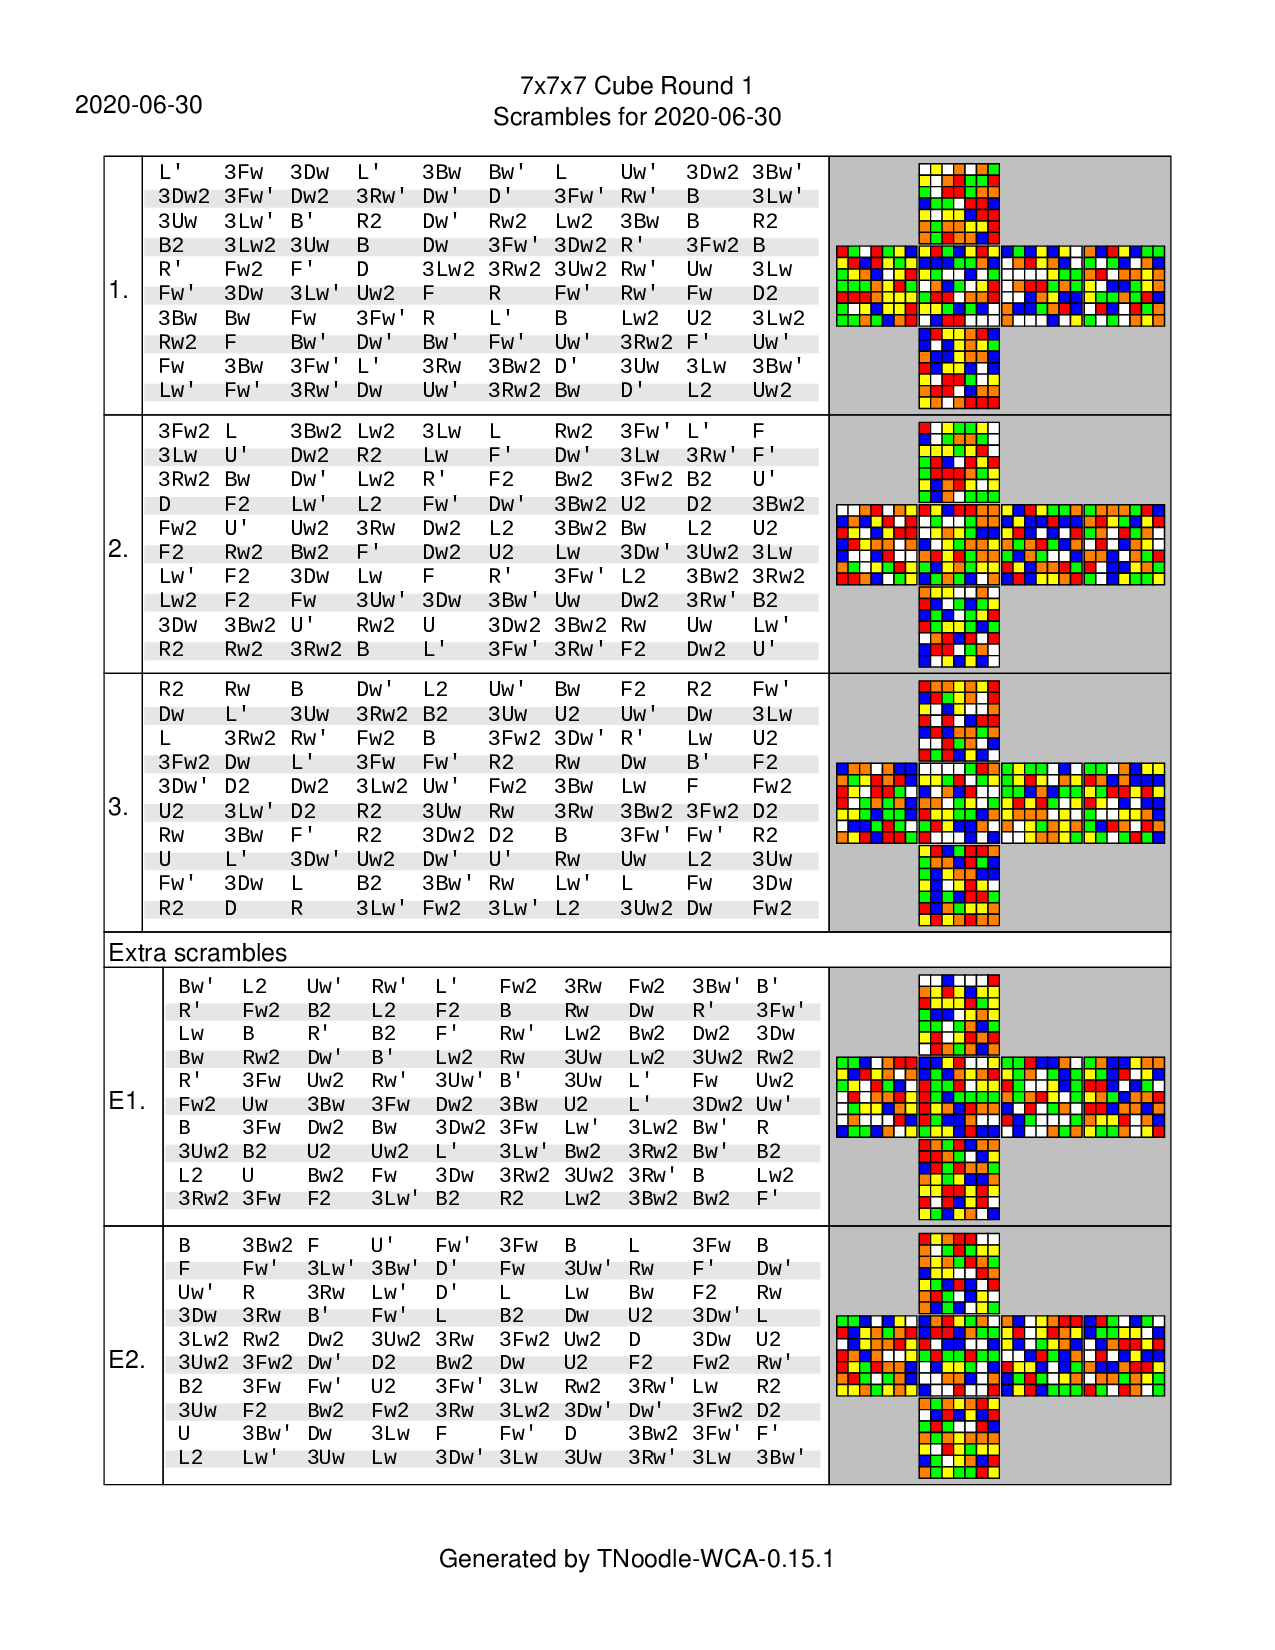 2020-06-30
7x7x7 Cube Round 1
Scrambles for 2020-06-30
1.
L' 3Fw 3Dw L' 3Bw Bw' L Uw' 3Dw2 3Bw'
3Dw2 3Fw' Dw2 3Rw' Dw' D' 3Fw' Rw' B 3Lw'
3Uw 3Lw' B' R2 Dw' Rw2 Lw2 3Bw B R2
B2 3Lw2 3Uw B Dw 3Fw' 3Dw2 R' 3Fw2 B
R' Fw2 F' D 3Lw2 3Rw2 3Uw2 Rw' Uw 3Lw
Fw' 3Dw 3Lw' Uw2 F R Fw' Rw' Fw D2
3Bw Bw Fw 3Fw' R L' B Lw2 U2 3Lw2
Rw2 F Bw' Dw' Bw' Fw' Uw' 3Rw2 F' Uw'
Fw 3Bw 3Fw' L' 3Rw 3Bw2 D' 3Uw 3Lw 3Bw'
Lw' Fw' 3Rw' Dw Uw' 3Rw2 Bw D' L2 Uw2
2.
3Fw2 L 3Bw2 Lw2 3Lw L Rw2 3Fw' L' F
3Lw U' Dw2 R2 Lw F' Dw' 3Lw 3Rw' F'
3Rw2 Bw Dw' Lw2 R' F2 Bw2 3Fw2 B2 U'
D F2 Lw' L2 Fw' Dw' 3Bw2 U2 D2 3Bw2
Fw2 U' Uw2 3Rw Dw2 L2 3Bw2 Bw L2 U2
F2 Rw2 Bw2 F' Dw2 U2 Lw 3Dw' 3Uw2 3Lw
Lw' F2 3Dw Lw F R' 3Fw' L2 3Bw2 3Rw2
Lw2 F2 Fw 3Uw' 3Dw 3Bw' Uw Dw2 3Rw' B2
3Dw 3Bw2 U' Rw2 U 3Dw2 3Bw2 Rw Uw Lw'
R2 Rw2 3Rw2 B L' 3Fw' 3Rw' F2 Dw2 U'
3.
R2 Rw B Dw' L2 Uw' Bw F2 R2 Fw'
Dw L' 3Uw 3Rw2 B2 3Uw U2 Uw' Dw 3Lw
L 3Rw2 Rw' Fw2 B 3Fw2 3Dw' R' Lw U2
3Fw2 Dw L' 3Fw Fw' R2 Rw Dw B' F2
3Dw' D2 Dw2 3Lw2 Uw' Fw2 3Bw Lw F Fw2
U2 3Lw' D2 R2 3Uw Rw 3Rw 3Bw2 3Fw2 D2
Rw 3Bw F' R2 3Dw2 D2 B 3Fw' Fw' R2
U L' 3Dw' Uw2 Dw' U' Rw Uw L2 3Uw
Fw' 3Dw L B2 3Bw' Rw Lw' L Fw 3Dw
R2 D R 3Lw' Fw2 3Lw' L2 3Uw2 Dw Fw2
Extra scrambles
E1.
Bw' L2 Uw' Rw' L' Fw2 3Rw Fw2 3Bw' B'
R' Fw2 B2 L2 F2 B Rw Dw R' 3Fw'
Lw B R' B2 F' Rw' Lw2 Bw2 Dw2 3Dw
Bw Rw2 Dw' B' Lw2 Rw 3Uw Lw2 3Uw2 Rw2
R' 3Fw Uw2 Rw' 3Uw' B' 3Uw L' Fw Uw2
Fw2 Uw 3Bw 3Fw Dw2 3Bw U2 L' 3Dw2 Uw'
B 3Fw Dw2 Bw 3Dw2 3Fw Lw' 3Lw2 Bw' R
3Uw2 B2 U2 Uw2 L' 3Lw' Bw2 3Rw2 Bw' B2
L2 U Bw2 Fw 3Dw 3Rw2 3Uw2 3Rw' B Lw2
3Rw2 3Fw F2 3Lw' B2 R2 Lw2 3Bw2 Bw2 F'
E2.
B 3Bw2 F U' Fw' 3Fw B L 3Fw B
F Fw' 3Lw' 3Bw' D' Fw 3Uw' Rw F' Dw'
Uw' R 3Rw Lw' D' L Lw Bw F2 Rw
3Dw 3Rw B' Fw' L B2 Dw U2 3Dw' L
3Lw2 Rw2 Dw2 3Uw2 3Rw 3Fw2 Uw2 D 3Dw U2
3Uw2 3Fw2 Dw' D2 Bw2 Dw U2 F2 Fw2 Rw'
B2 3Fw Fw' U2 3Fw' 3Lw Rw2 3Rw' Lw R2
3Uw F2 Bw2 Fw2 3Rw 3Lw2 3Dw' Dw' 3Fw2 D2
U 3Bw' Dw 3Lw F Fw' D 3Bw2 3Fw' F'
L2 Lw' 3Uw Lw 3Dw' 3Lw 3Uw 3Rw' 3Lw 3Bw'
Generated by TNoodle-WCA-0.15.1